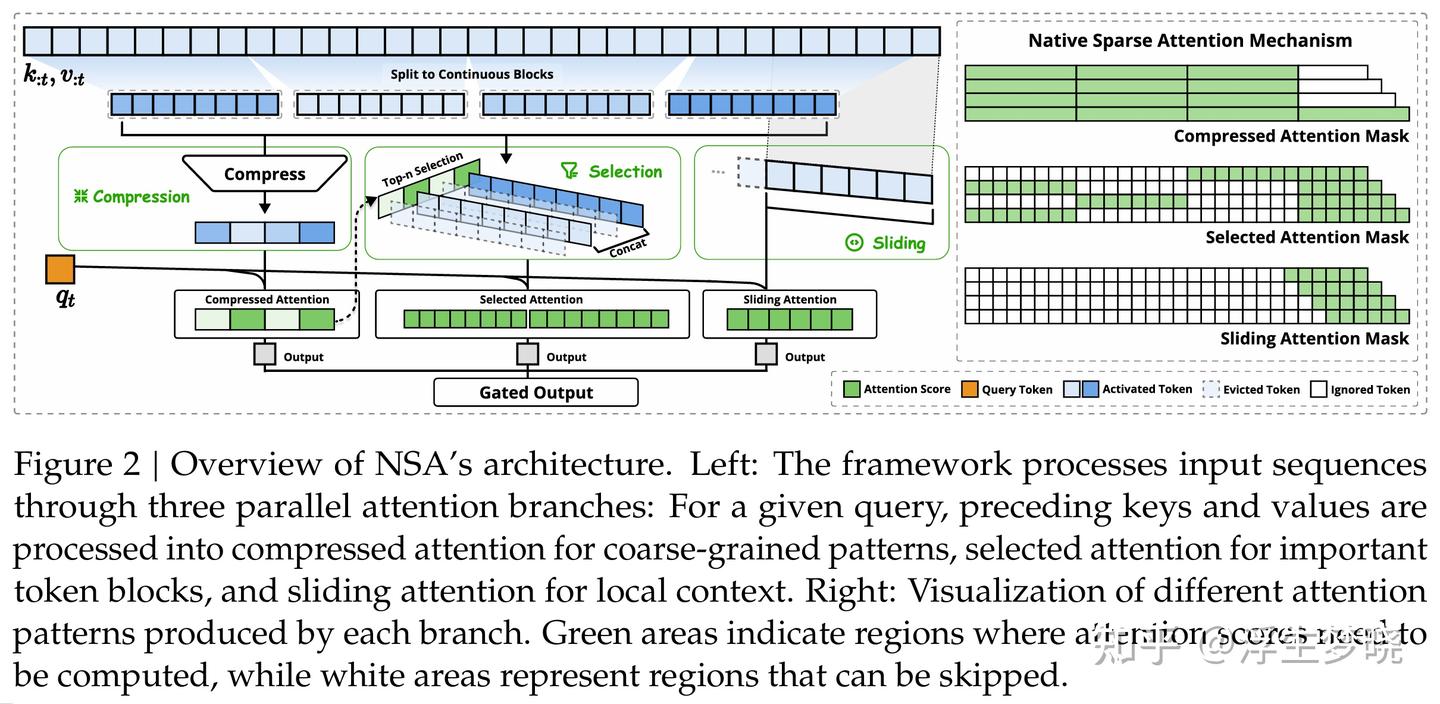 k:t, v:t
Split to Continuous Blocks
Compress
Compression
Top-n Selection
Selection
Concat
...
Sliding
qt
Compressed Attention
Selected Attention
Sliding Attention
Output
Output
Output
Gated Output
Native Sparse Attention Mechanism
Compressed Attention Mask
Selected Attention Mask
Sliding Attention Mask
Attention Score
Query Token
Activated Token
Evicted Token
Ignored Token
Figure 2 | Overview of NSA's architecture. Left: The framework processes input sequences
through three parallel attention branches: For a given query, preceding keys and values are
processed into compressed attention for coarse-grained patterns, selected attention for important
token blocks, and sliding attention for local context. Right: Visualization of different attention
patterns produced by each branch. Green areas indicate regions where attention scores need to
be computed, while white areas represent regions that can be skipped.
知乎 @浮生梦晓